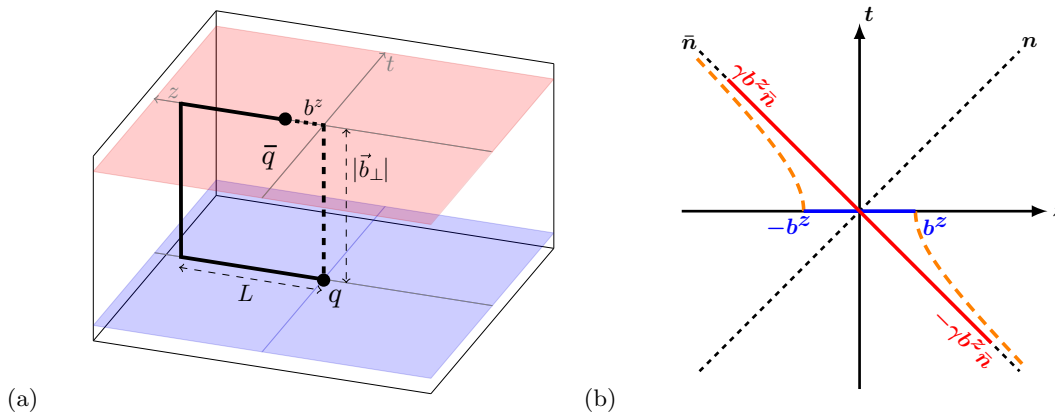 z
t
b^z
q̄
|b⃗_⊥|
L
q
(a)
t
n̄
n
γb^z n̄
−b^z
b^z
−γb^z n̄
(b)